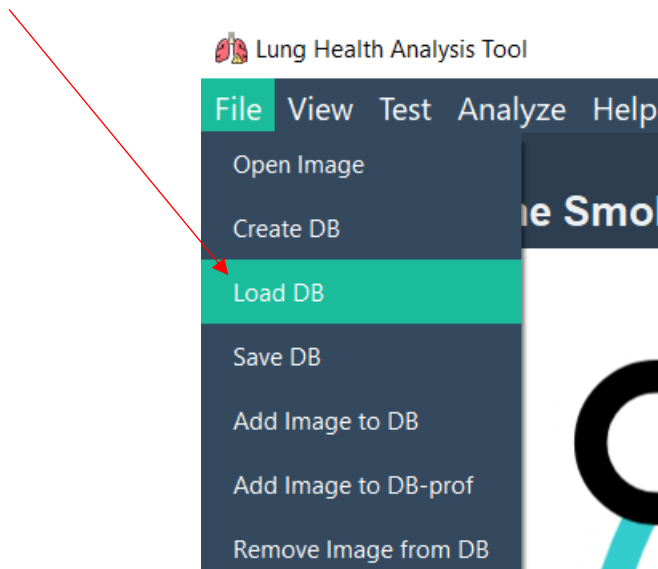 Lung Health Analysis Tool
File View Test Analyze Help
Open Image
Create DB
Load DB
Save DB
Add Image to DB
Add Image to DB-prof
Remove Image from DB